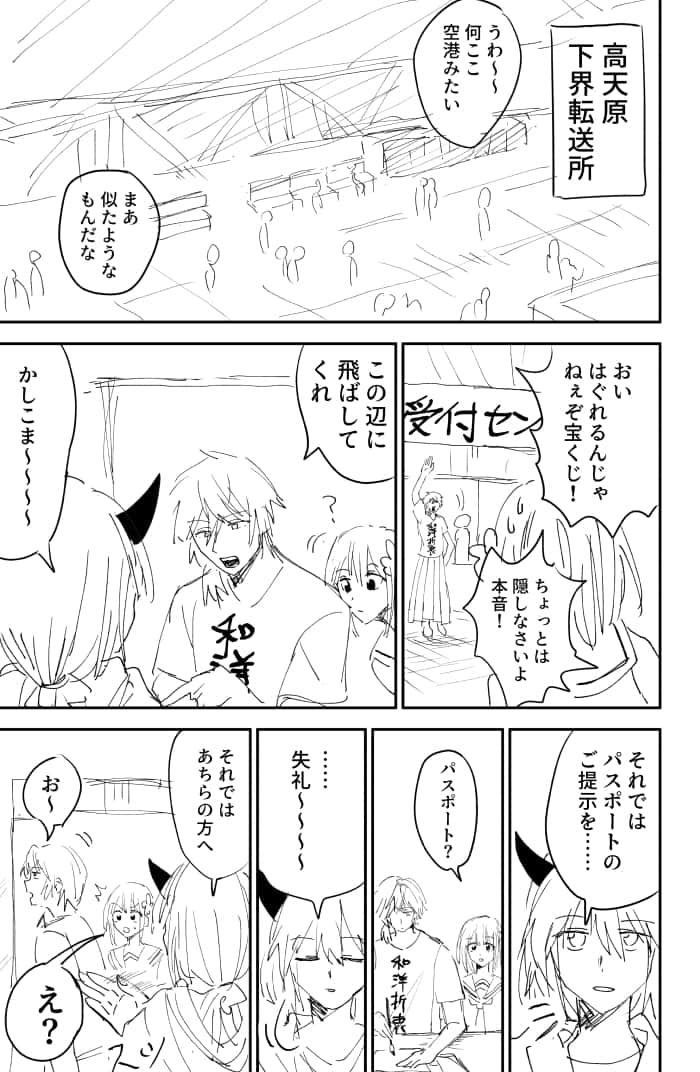 高天原
下界転送所
うわ〜〜
何ここ
空港みたい
まあ
似たような
もんだな
おい
はぐれるんじゃ
ねぇぞ宝くじ！
受付セン
和洋折衷
ちょっとは
隠しなさいよ
本音！
この辺に
飛ばして
くれ
?
和洋
かしこま〜〜〜〜
それでは
パスポートの
ご提示を……
パスポート？
和洋折衷
……
失礼〜〜〜〜
それでは
あちらの方へ
お〜
え？